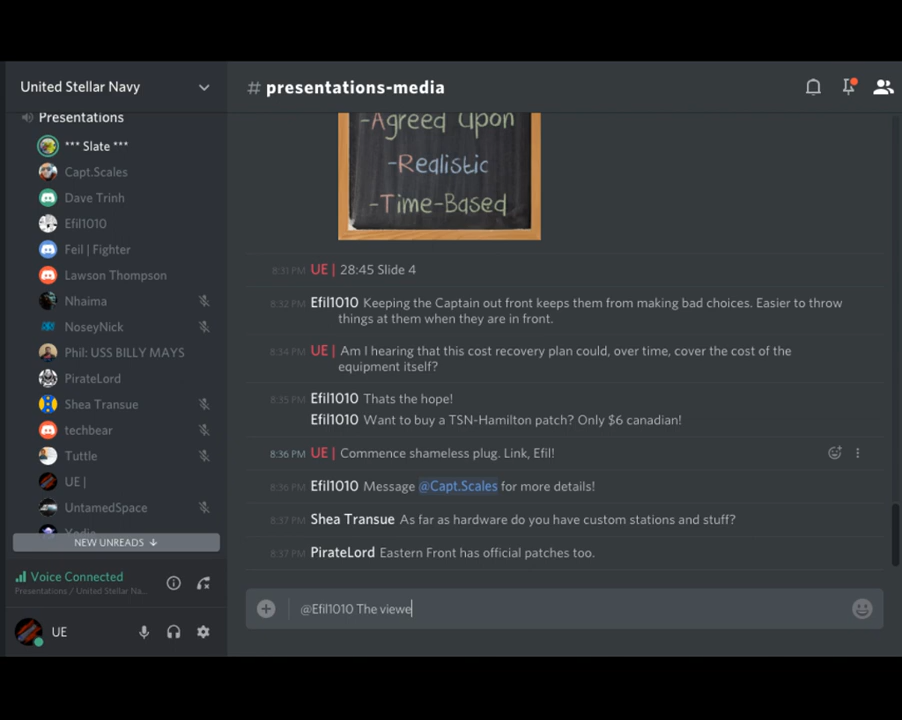 United Stellar Navy
Presentations
*** Slate ***
Capt.Scales
Dave Trinh
Efil1010
Feil | Fighter
Lawson Thompson
Nhaima
NoseyNick
Phil: USS BILLY MAYS
PirateLord
Shea Transue
techbear
Tuttle
UE |
UntamedSpace
NEW UNREADS ↓
Voice Connected
Presentations / United Stellar Na...
UE
# presentations-media
-Agreed Upon
-Realistic
-Time-Based
8:31 PM UE | 28:45 Slide 4
8:32 PM Efil1010 Keeping the Captain out front keeps them from making bad choices. Easier to throw
things at them when they are in front.
8:34 PM UE | Am I hearing that this cost recovery plan could, over time, cover the cost of the
equipment itself?
8:35 PM Efil1010 Thats the hope!
Efil1010 Want to buy a TSN-Hamilton patch? Only $6 canadian!
8:36 PM UE | Commence shameless plug. Link, Efil!
8:36 PM Efil1010 Message @Capt.Scales for more details!
8:37 PM Shea Transue As far as hardware do you have custom stations and stuff?
8:37 PM PirateLord Eastern Front has official patches too.
@Efil1010 The viewe